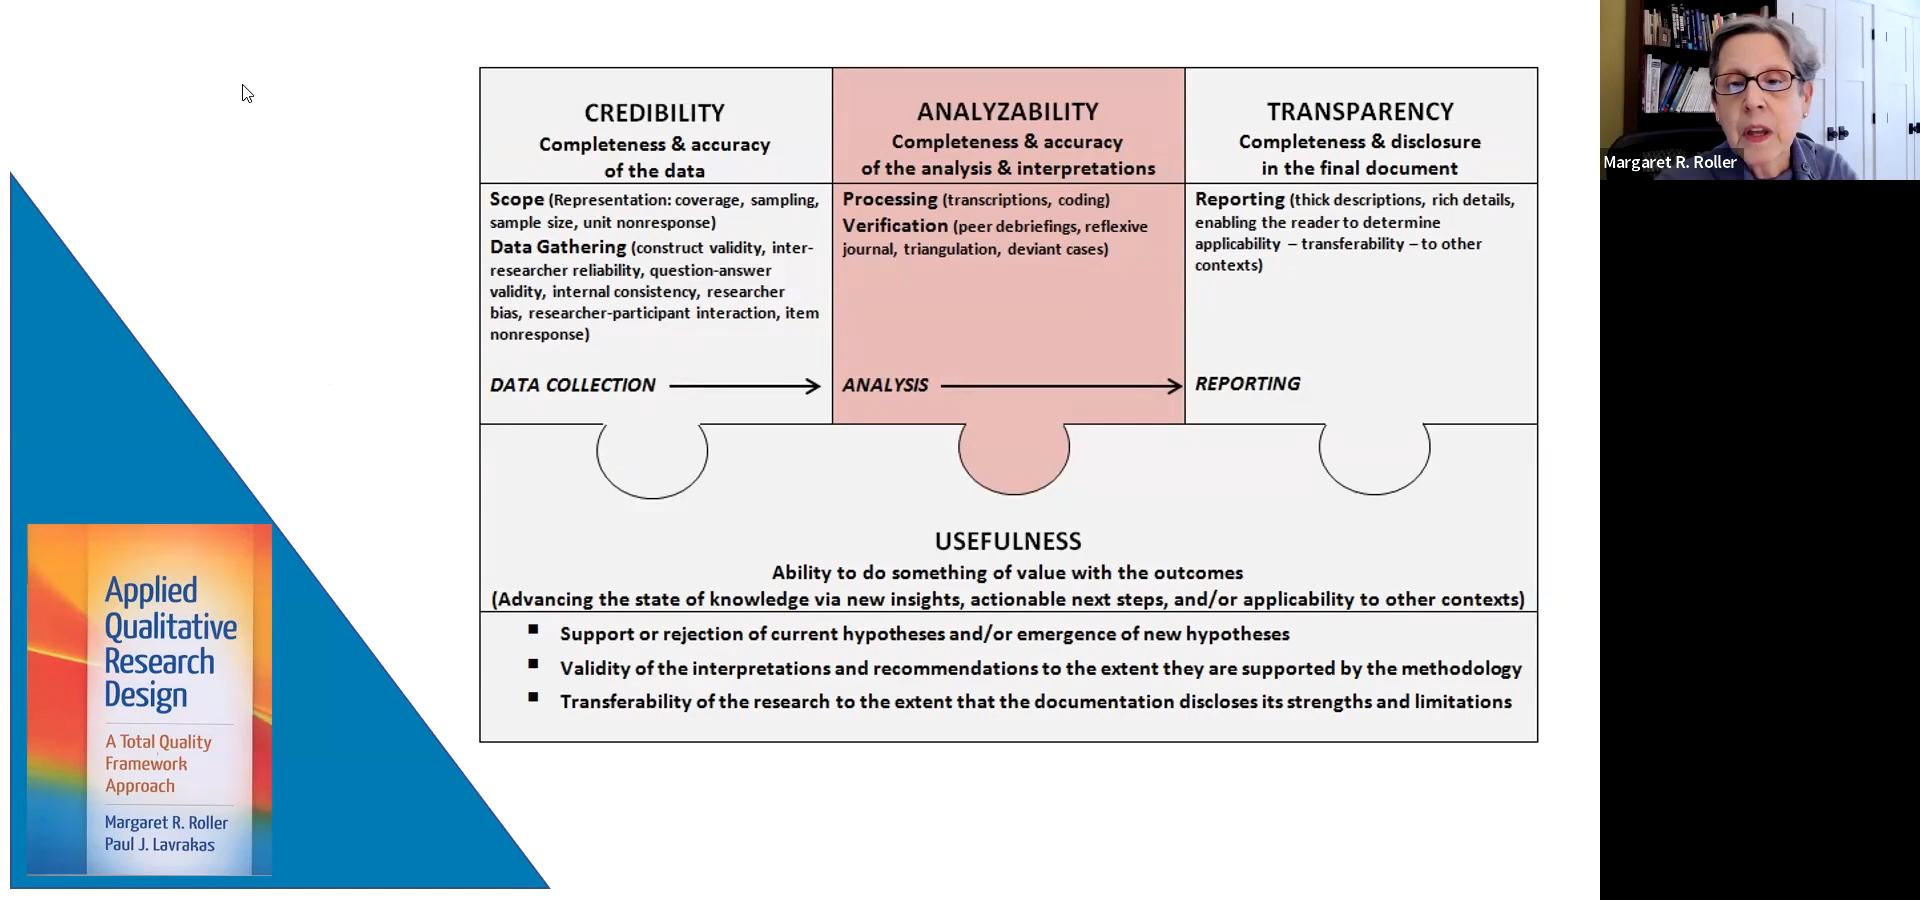 CREDIBILITY
Completeness & accuracy
of the data
ANALYZABILITY
Completeness & accuracy
of the analysis & interpretations
TRANSPARENCY
Completeness & disclosure
in the final document
Scope (Representation: coverage, sampling,
sample size, unit nonresponse)
Data Gathering (construct validity, inter-
researcher reliability, question-answer
validity, internal consistency, researcher
bias, researcher-participant interaction, item
nonresponse)
DATA COLLECTION
Processing (transcriptions, coding)
Verification (peer debriefings, reflexive
journal, triangulation, deviant cases)
ANALYSIS
Reporting (thick descriptions, rich details,
enabling the reader to determine
applicability – transferability – to other
contexts)
REPORTING
USEFULNESS
Ability to do something of value with the outcomes
(Advancing the state of knowledge via new insights, actionable next steps, and/or applicability to other contexts)
■ Support or rejection of current hypotheses and/or emergence of new hypotheses
■ Validity of the interpretations and recommendations to the extent they are supported by the methodology
■ Transferability of the research to the extent that the documentation discloses its strengths and limitations
Applied
Qualitative
Research
Design
A Total Quality
Framework
Approach
Margaret R. Roller
Paul J. Lavrakas
Margaret R. Roller